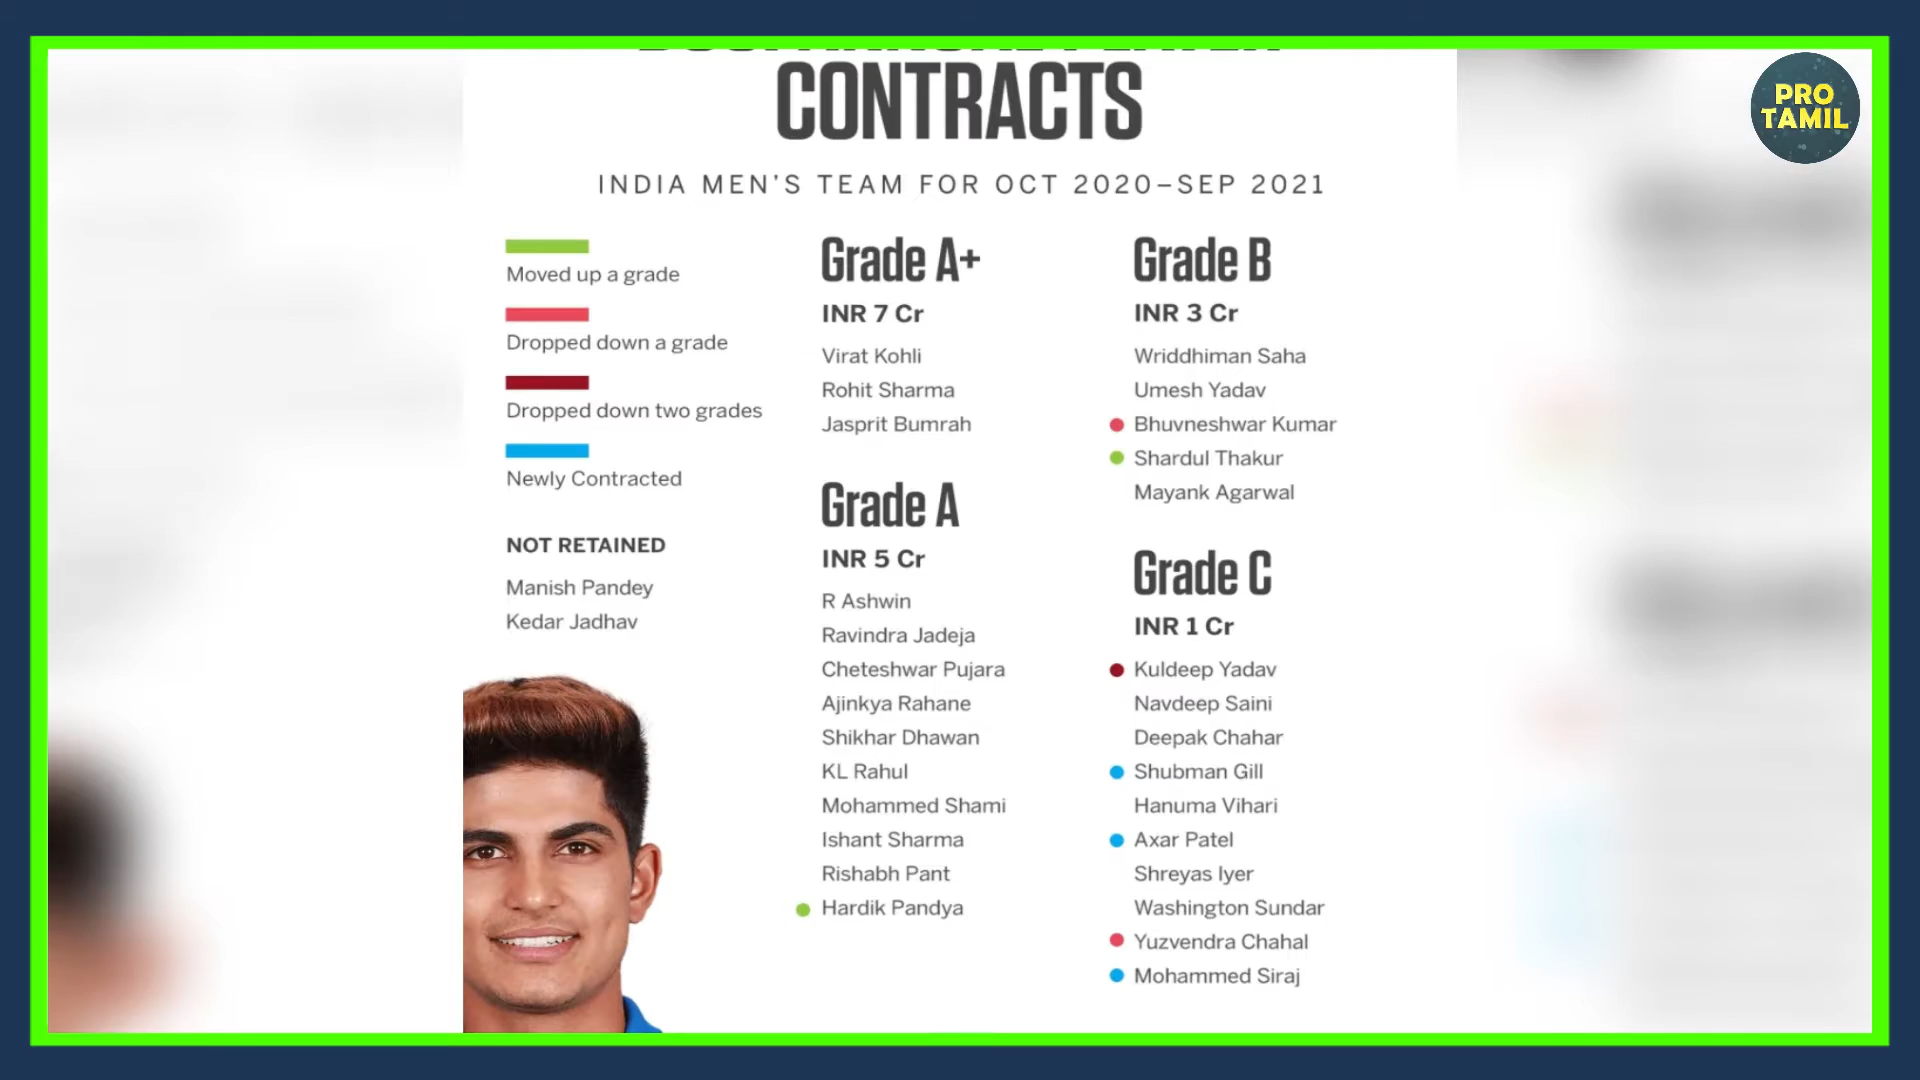 CONTRACTS
INDIA MEN'S TEAM FOR OCT 2020–SEP 2021
Moved up a grade
Dropped down a grade
Dropped down two grades
Newly Contracted
NOT RETAINED
Manish Pandey
Kedar Jadhav
Grade A+
INR 7 Cr
Virat Kohli
Rohit Sharma
Jasprit Bumrah
Grade A
INR 5 Cr
R Ashwin
Ravindra Jadeja
Cheteshwar Pujara
Ajinkya Rahane
Shikhar Dhawan
KL Rahul
Mohammed Shami
Ishant Sharma
Rishabh Pant
Hardik Pandya
Grade B
INR 3 Cr
Wriddhiman Saha
Umesh Yadav
Bhuvneshwar Kumar
Shardul Thakur
Mayank Agarwal
Grade C
INR 1 Cr
Kuldeep Yadav
Navdeep Saini
Deepak Chahar
Shubman Gill
Hanuma Vihari
Axar Patel
Shreyas Iyer
Washington Sundar
Yuzvendra Chahal
Mohammed Siraj
PRO
TAMIL